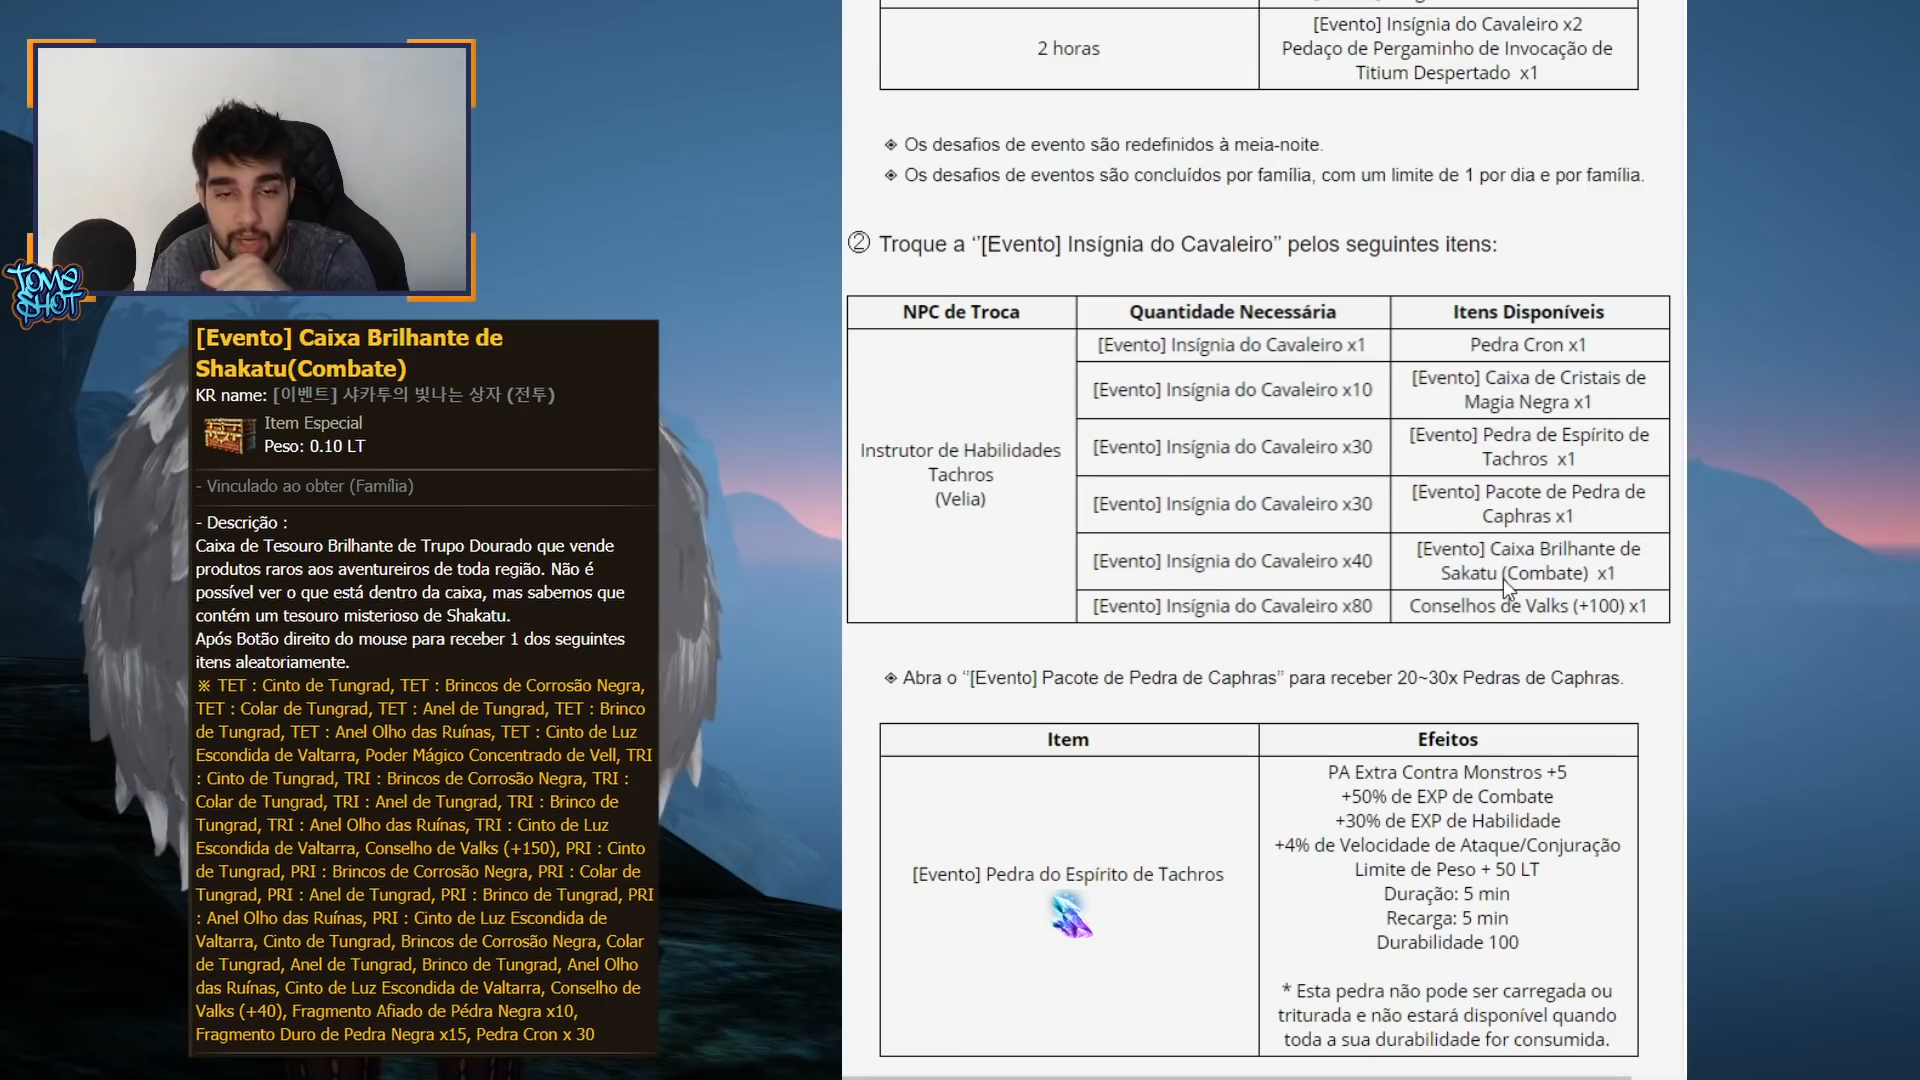 TOME
SHOT
[Evento] Caixa Brilhante de
Shakatu(Combate)
KR name: [이벤트] 샤카투의 빛나는 상자 (전투)
Item Especial
Peso: 0.10 LT
- Vinculado ao obter (Família)
- Descrição :
Caixa de Tesouro Brilhante de Trupo Dourado que vende
produtos raros aos aventureiros de toda região. Não é
possível ver o que está dentro da caixa, mas sabemos que
contém um tesouro misterioso de Shakatu.
Após Botão direito do mouse para receber 1 dos seguintes
itens aleatoriamente.
※ TET : Cinto de Tungrad, TET : Brincos de Corrosão Negra,
TET : Colar de Tungrad, TET : Anel de Tungrad, TET : Brinco
de Tungrad, TET : Anel Olho das Ruínas, TET : Cinto de Luz
Escondida de Valtarra, Poder Mágico Concentrado de Vell, TRI
: Cinto de Tungrad, TRI : Brincos de Corrosão Negra, TRI :
Colar de Tungrad, TRI : Anel de Tungrad, TRI : Brinco de
Tungrad, TRI : Anel Olho das Ruínas, TRI : Cinto de Luz
Escondida de Valtarra, Conselho de Valks (+150), PRI : Cinto
de Tungrad, PRI : Brincos de Corrosão Negra, PRI : Colar de
Tungrad, PRI : Anel de Tungrad, PRI : Brinco de Tungrad, PRI
: Anel Olho das Ruínas, PRI : Cinto de Luz Escondida de
Valtarra, Cinto de Tungrad, Brincos de Corrosão Negra, Colar
de Tungrad, Anel de Tungrad, Brinco de Tungrad, Anel Olho
das Ruínas, Cinto de Luz Escondida de Valtarra, Conselho de
Valks (+40), Fragmento Afiado de Pédra Negra x10,
Fragmento Duro de Pedra Negra x15, Pedra Cron x 30
2 horas
[Evento] Insígnia do Cavaleiro x2
Pedaço de Pergaminho de Invocação de
Titium Despertado x1
◈ Os desafios de evento são redefinidos à meia-noite.
◈ Os desafios de eventos são concluídos por família, com um limite de 1 por dia e por família.
② Troque a “[Evento] Insígnia do Cavaleiro” pelos seguintes itens:
NPC de Troca
Quantidade Necessária
Itens Disponíveis
Instrutor de Habilidades
Tachros
(Velia)
[Evento] Insígnia do Cavaleiro x1
Pedra Cron x1
[Evento] Insígnia do Cavaleiro x10
[Evento] Caixa de Cristais de
Magia Negra x1
[Evento] Insígnia do Cavaleiro x30
[Evento] Pedra de Espírito de
Tachros x1
[Evento] Insígnia do Cavaleiro x30
[Evento] Pacote de Pedra de
Caphras x1
[Evento] Insígnia do Cavaleiro x40
[Evento] Caixa Brilhante de
Sakatu (Combate) x1
[Evento] Insígnia do Cavaleiro x80
Conselhos de Valks (+100) x1
◈ Abra o “[Evento] Pacote de Pedra de Caphras” para receber 20~30x Pedras de Caphras.
Item
Efeitos
[Evento] Pedra do Espírito de Tachros
PA Extra Contra Monstros +5
+50% de EXP de Combate
+30% de EXP de Habilidade
+4% de Velocidade de Ataque/Conjuração
Limite de Peso + 50 LT
Duração: 5 min
Recarga: 5 min
Durabilidade 100
* Esta pedra não pode ser carregada ou
triturada e não estará disponível quando
toda a sua durabilidade for consumida.